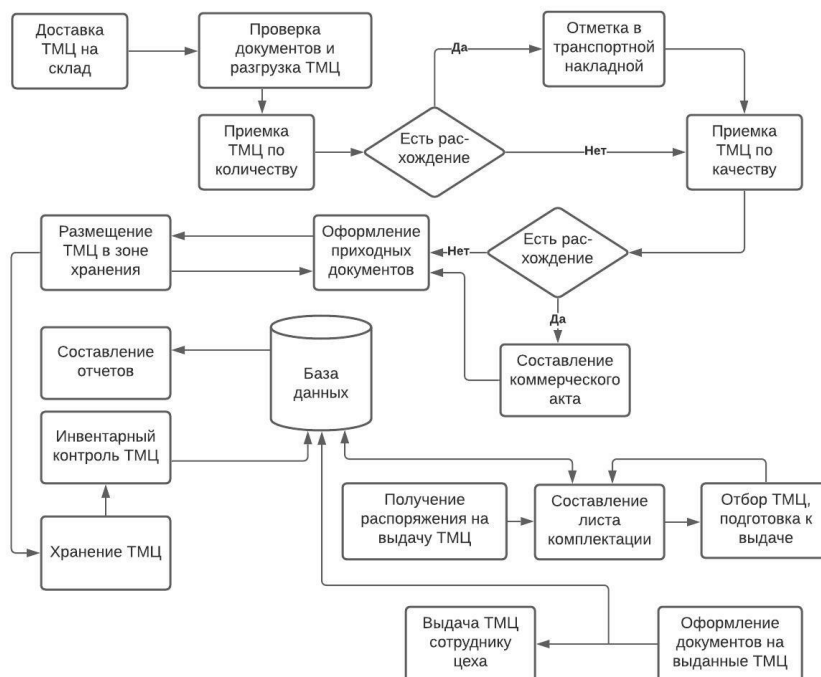 Доставка
ТМЦ на
склад
Проверка
документов и
разгрузка ТМЦ
Да
Отметка в
транспортной
накладной
Приемка
ТМЦ по
количеству
Есть рас-
хождение
Нет
Приемка
ТМЦ по
качеству
Размещение
ТМЦ в зоне
хранения
Оформление
приходных
документов
Нет
Есть рас-
хождение
Да
Составление
отчетов
База
данных
Составление
коммерческого
акта
Инвентарный
контроль ТМЦ
Хранение ТМЦ
Получение
распоряжения на
выдачу ТМЦ
Составление
листа
комплектации
Отбор ТМЦ,
подготовка к
выдаче
Выдача ТМЦ
сотруднику
цеха
Оформление
документов на
выданные ТМЦ